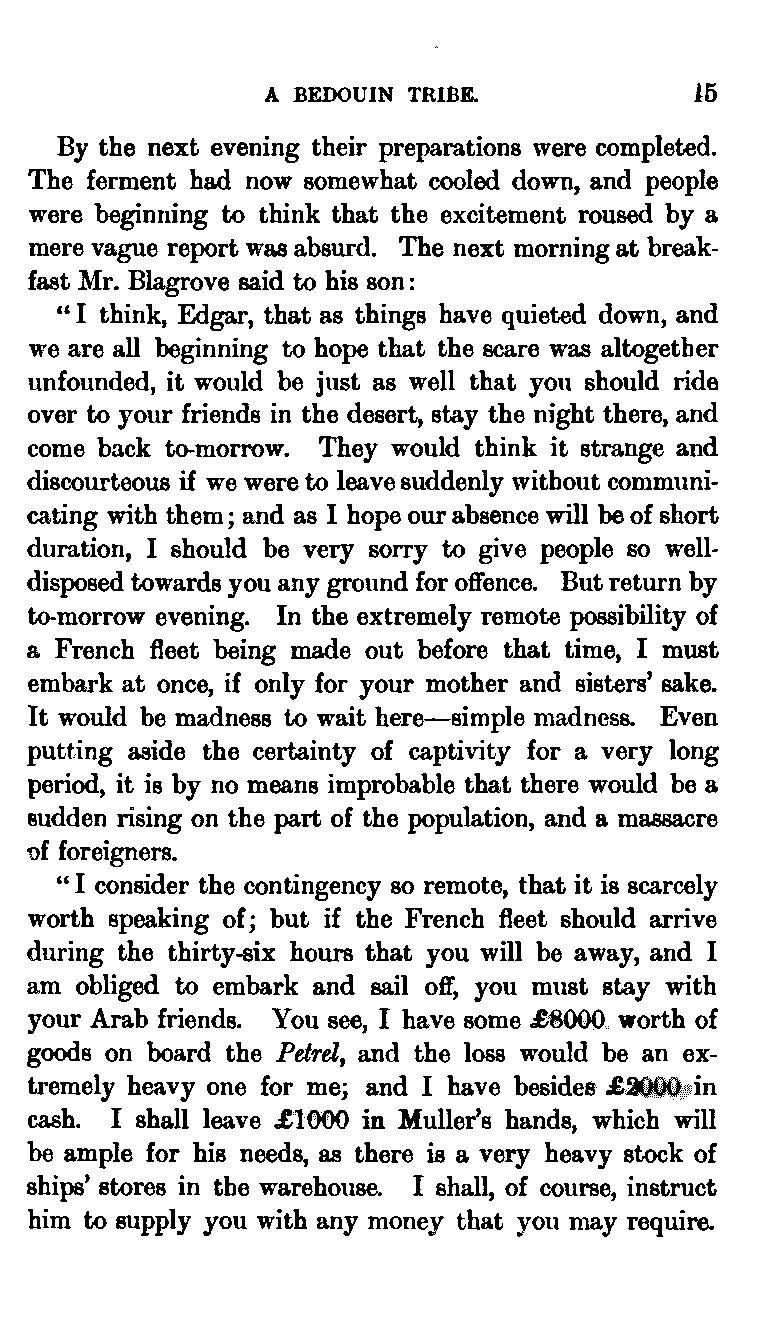 A BEDOUIN TRIBE. 15
By the next evening their preparations were completed.
The ferment had now somewhat cooled down, and people
were beginning to think that the excitement roused by a
mere vague report was absurd. The next morning at break-
fast Mr. Blagrove said to his son:
“I think, Edgar, that as things have quieted down, and
we are all beginning to hope that the scare was altogether
unfounded, it would be just as well that you should ride
over to your friends in the desert, stay the night there, and
come back to-morrow. They would think it strange and
discourteous if we were to leave suddenly without communi-
cating with them; and as I hope our absence will be of short
duration, I should be very sorry to give people so well-
disposed towards you any ground for offence. But return by
to-morrow evening. In the extremely remote possibility of
a French fleet being made out before that time, I must
embark at once, if only for your mother and sisters’ sake.
It would be madness to wait here—simple madness. Even
putting aside the certainty of captivity for a very long
period, it is by no means improbable that there would be a
sudden rising on the part of the population, and a massacre
of foreigners.
“I consider the contingency so remote, that it is scarcely
worth speaking of; but if the French fleet should arrive
during the thirty-six hours that you will be away, and I
am obliged to embark and sail off, you must stay with
your Arab friends. You see, I have some £8000 worth of
goods on board the Petrel, and the loss would be an ex-
tremely heavy one for me; and I have besides £2000 in
cash. I shall leave £1000 in Muller’s hands, which will
be ample for his needs, as there is a very heavy stock of
ships’ stores in the warehouse. I shall, of course, instruct
him to supply you with any money that you may require.